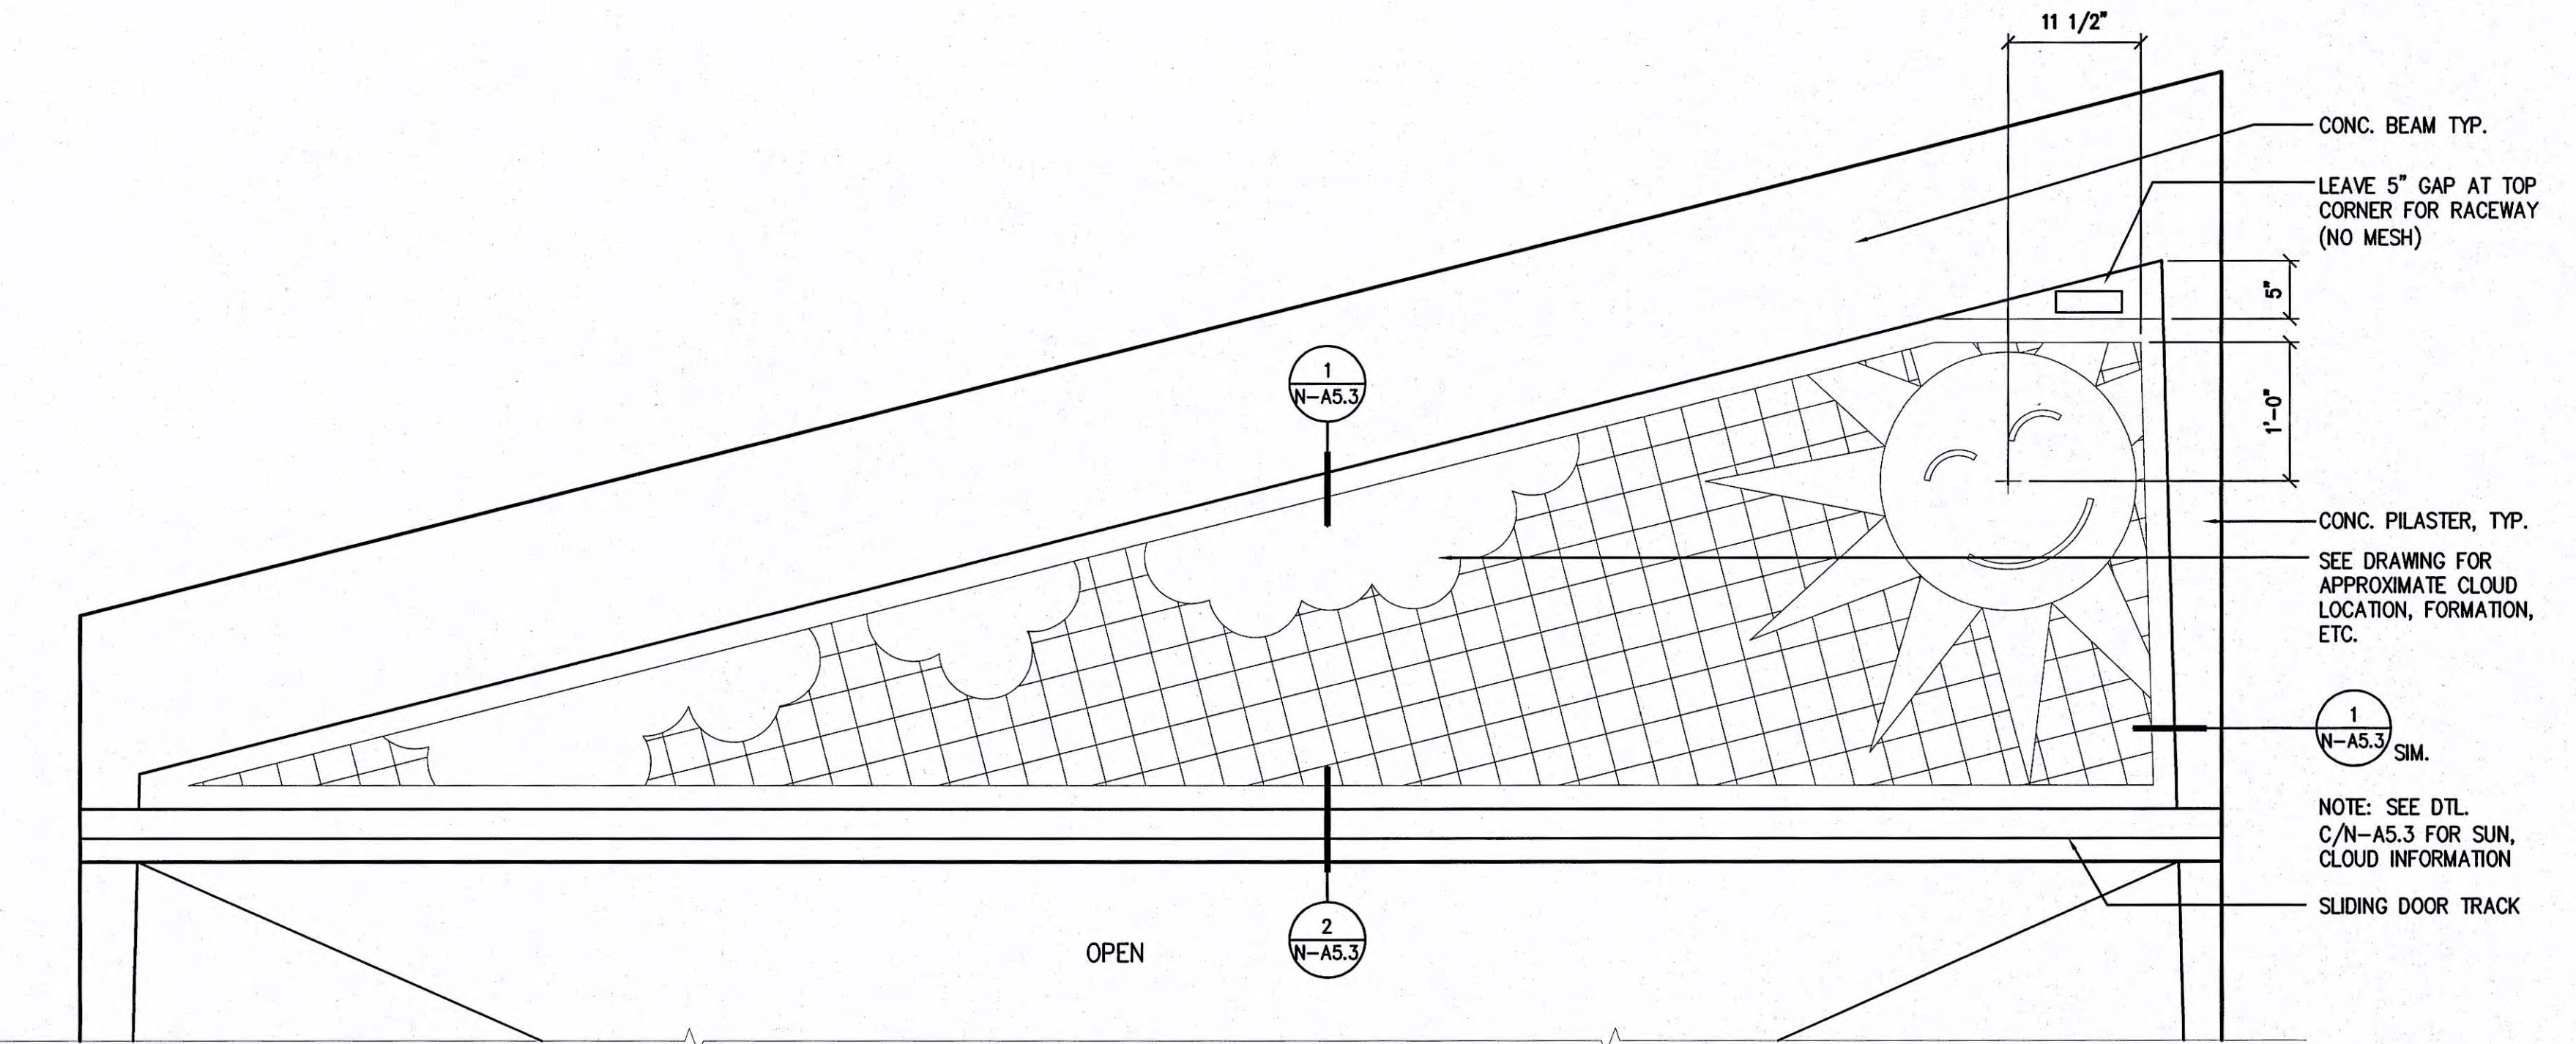 11 1/2"
CONC. BEAM TYP.
LEAVE 5" GAP AT TOP
CORNER FOR RACEWAY
(NO MESH)
5"
1'-0"
1
N-A5.3
CONC. PILASTER, TYP.
SEE DRAWING FOR
APPROXIMATE CLOUD
LOCATION, FORMATION,
ETC.
1
N-A5.3
SIM.
NOTE: SEE DTL.
C/N-A5.3 FOR SUN,
CLOUD INFORMATION
SLIDING DOOR TRACK
OPEN
2
N-A5.3